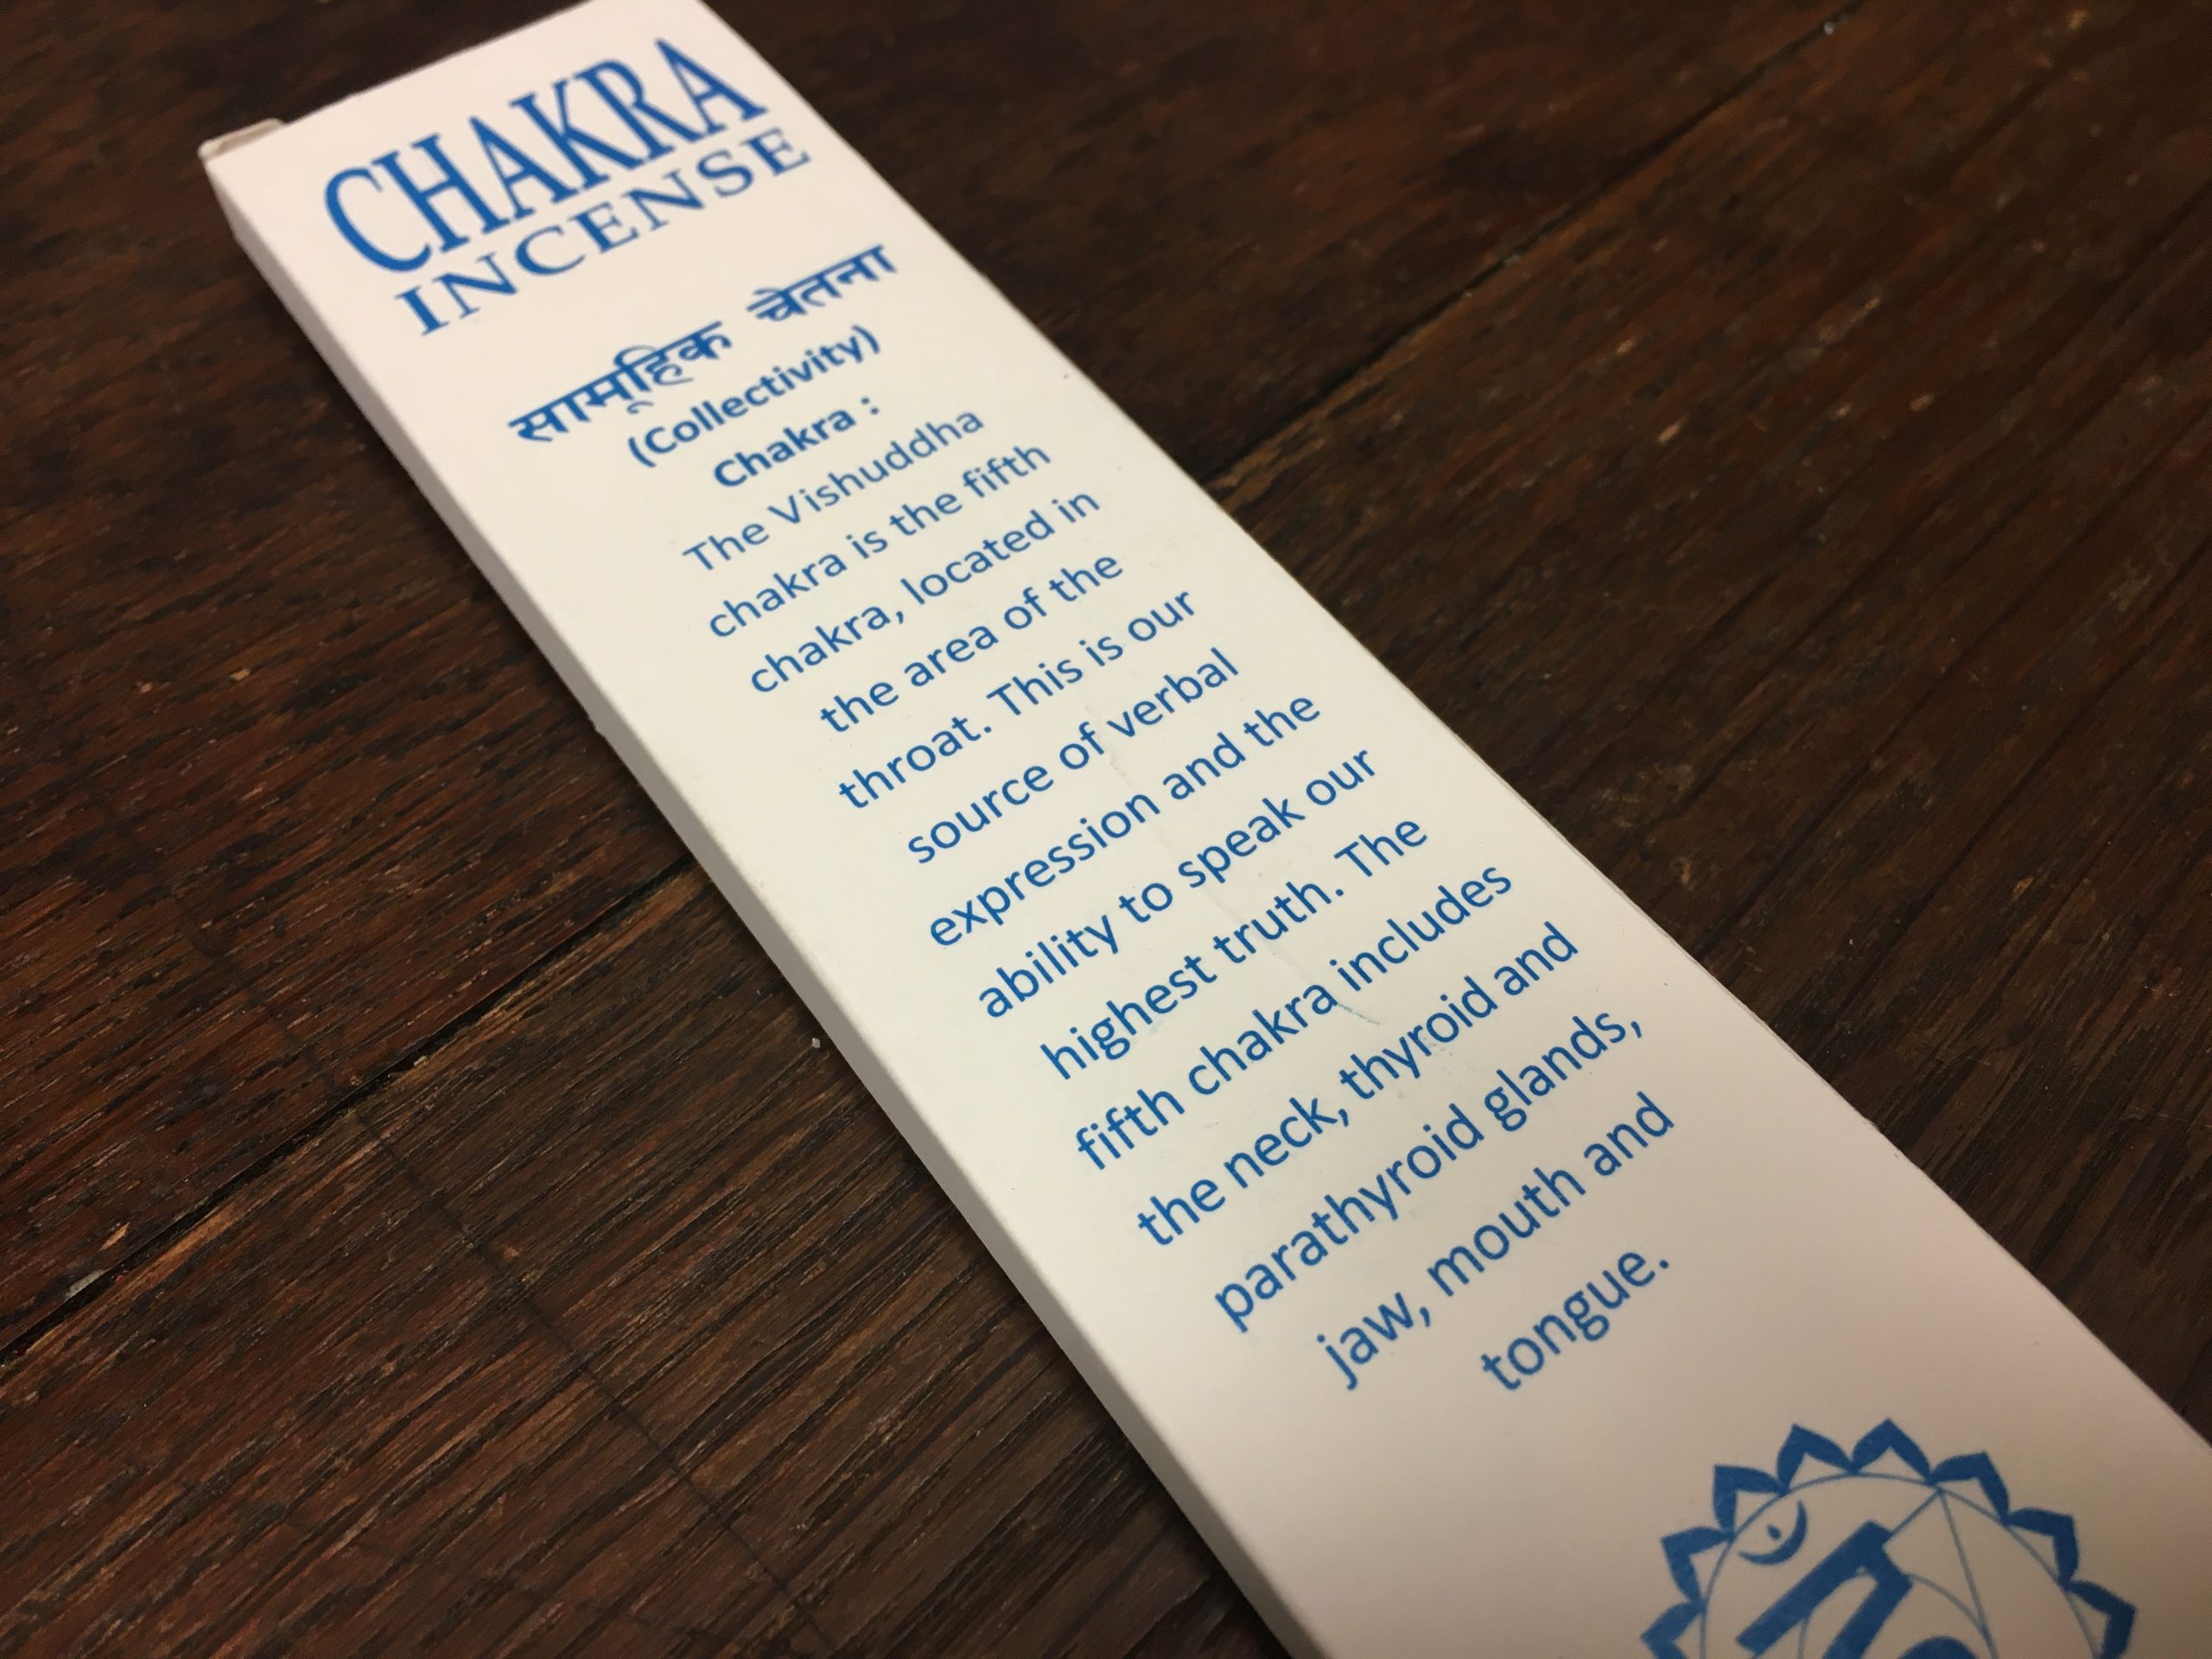 CHAKRA
INCENSE
सामूहिक चेतना
(Collectivity)
Chakra :
The Vishuddha
chakra is the fifth
chakra, located in
the area of the
throat. This is our
source of verbal
expression and the
ability to speak our
highest truth. The
fifth chakra includes
the neck, thyroid and
parathyroid glands,
jaw, mouth and
tongue.